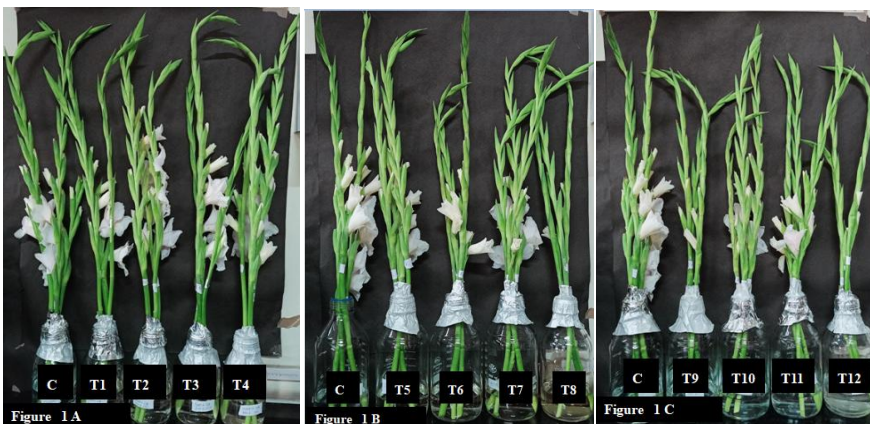 C T1 T2 T3 T4
Figure 1 A
C T5 T6 T7 T8
Figure 1 B
C T9 T10 T11 T12
Figure 1 C